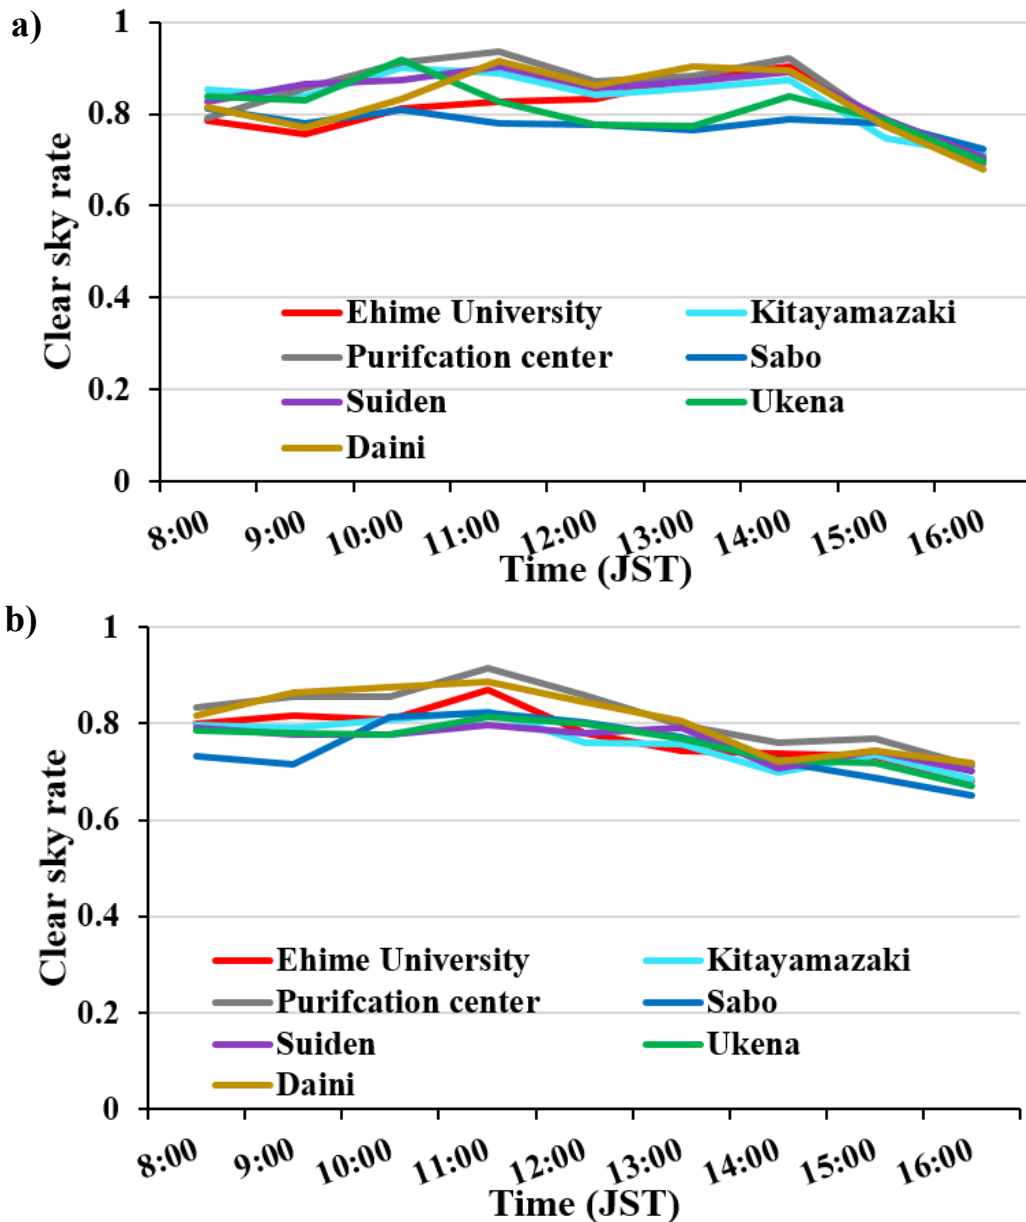 a)
1
0.8
0.6
0.4
0.2
0
Clear sky rate
Ehime University
Kitayamazaki
Purifcation center
Sabo
Suiden
Ukena
Daini
8:00
9:00
10:00
11:00
12:00
13:00
14:00
15:00
16:00
Time (JST)
b)
1
0.8
0.6
0.4
0.2
0
Clear sky rate
Ehime University
Kitayamazaki
Purifcation center
Sabo
Suiden
Ukena
Daini
8:00
9:00
10:00
11:00
12:00
13:00
14:00
15:00
16:00
Time (JST)